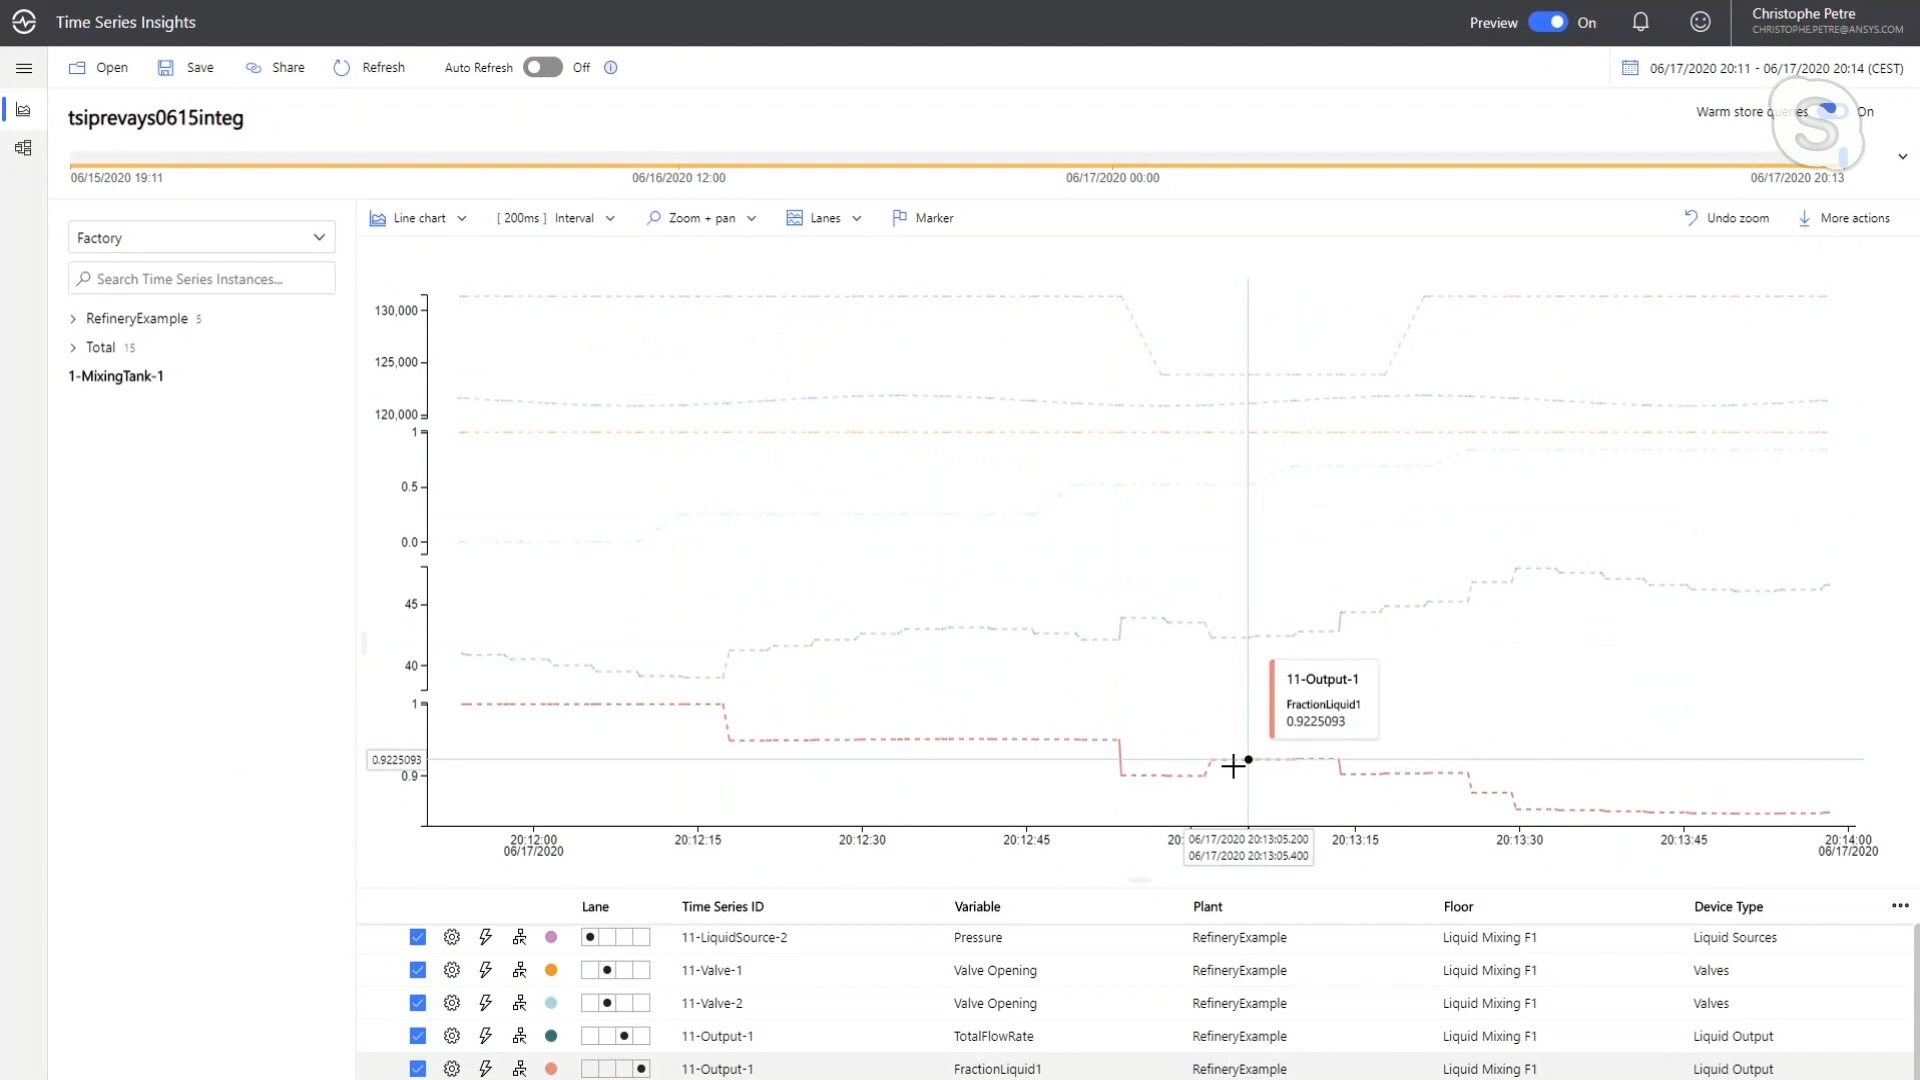 Time Series Insights
Preview On
Christophe Petre
CHRISTOPHE.PETRE@ANSYS.COM
Open Save Share Refresh Auto Refresh Off
06/17/2020 20:11 - 06/17/2020 20:14 (CEST)
tsiprevays0615integ
Warm store queries On
S
06/15/2020 19:11 06/16/2020 12:00 06/17/2020 00:00 06/17/2020 20:13
Factory
Search Time Series Instances...
RefineryExample 5
Total 15
1-MixingTank-1
Line chart [ 200ms ] Interval Zoom + pan Lanes Marker Undo zoom More actions
130,000
125,000
120,000
1
0.5
0.0
45
40
1
0.9225093
0.9
11-Output-1
FractionLiquid1
0.9225093
20:12:00 20:12:15 20:12:30 20:12:45 20: 20:13:15 20:13:30 20:13:45 20:14:00
06/17/2020 06/17/2020
06/17/2020 20:13:05.200
06/17/2020 20:13:05.400
Lane Time Series ID Variable Plant Floor Device Type
11-LiquidSource-2 Pressure RefineryExample Liquid Mixing F1 Liquid Sources
11-Valve-1 Valve Opening RefineryExample Liquid Mixing F1 Valves
11-Valve-2 Valve Opening RefineryExample Liquid Mixing F1 Valves
11-Output-1 TotalFlowRate RefineryExample Liquid Mixing F1 Liquid Output
11-Output-1 FractionLiquid1 RefineryExample Liquid Mixing F1 Liquid Output